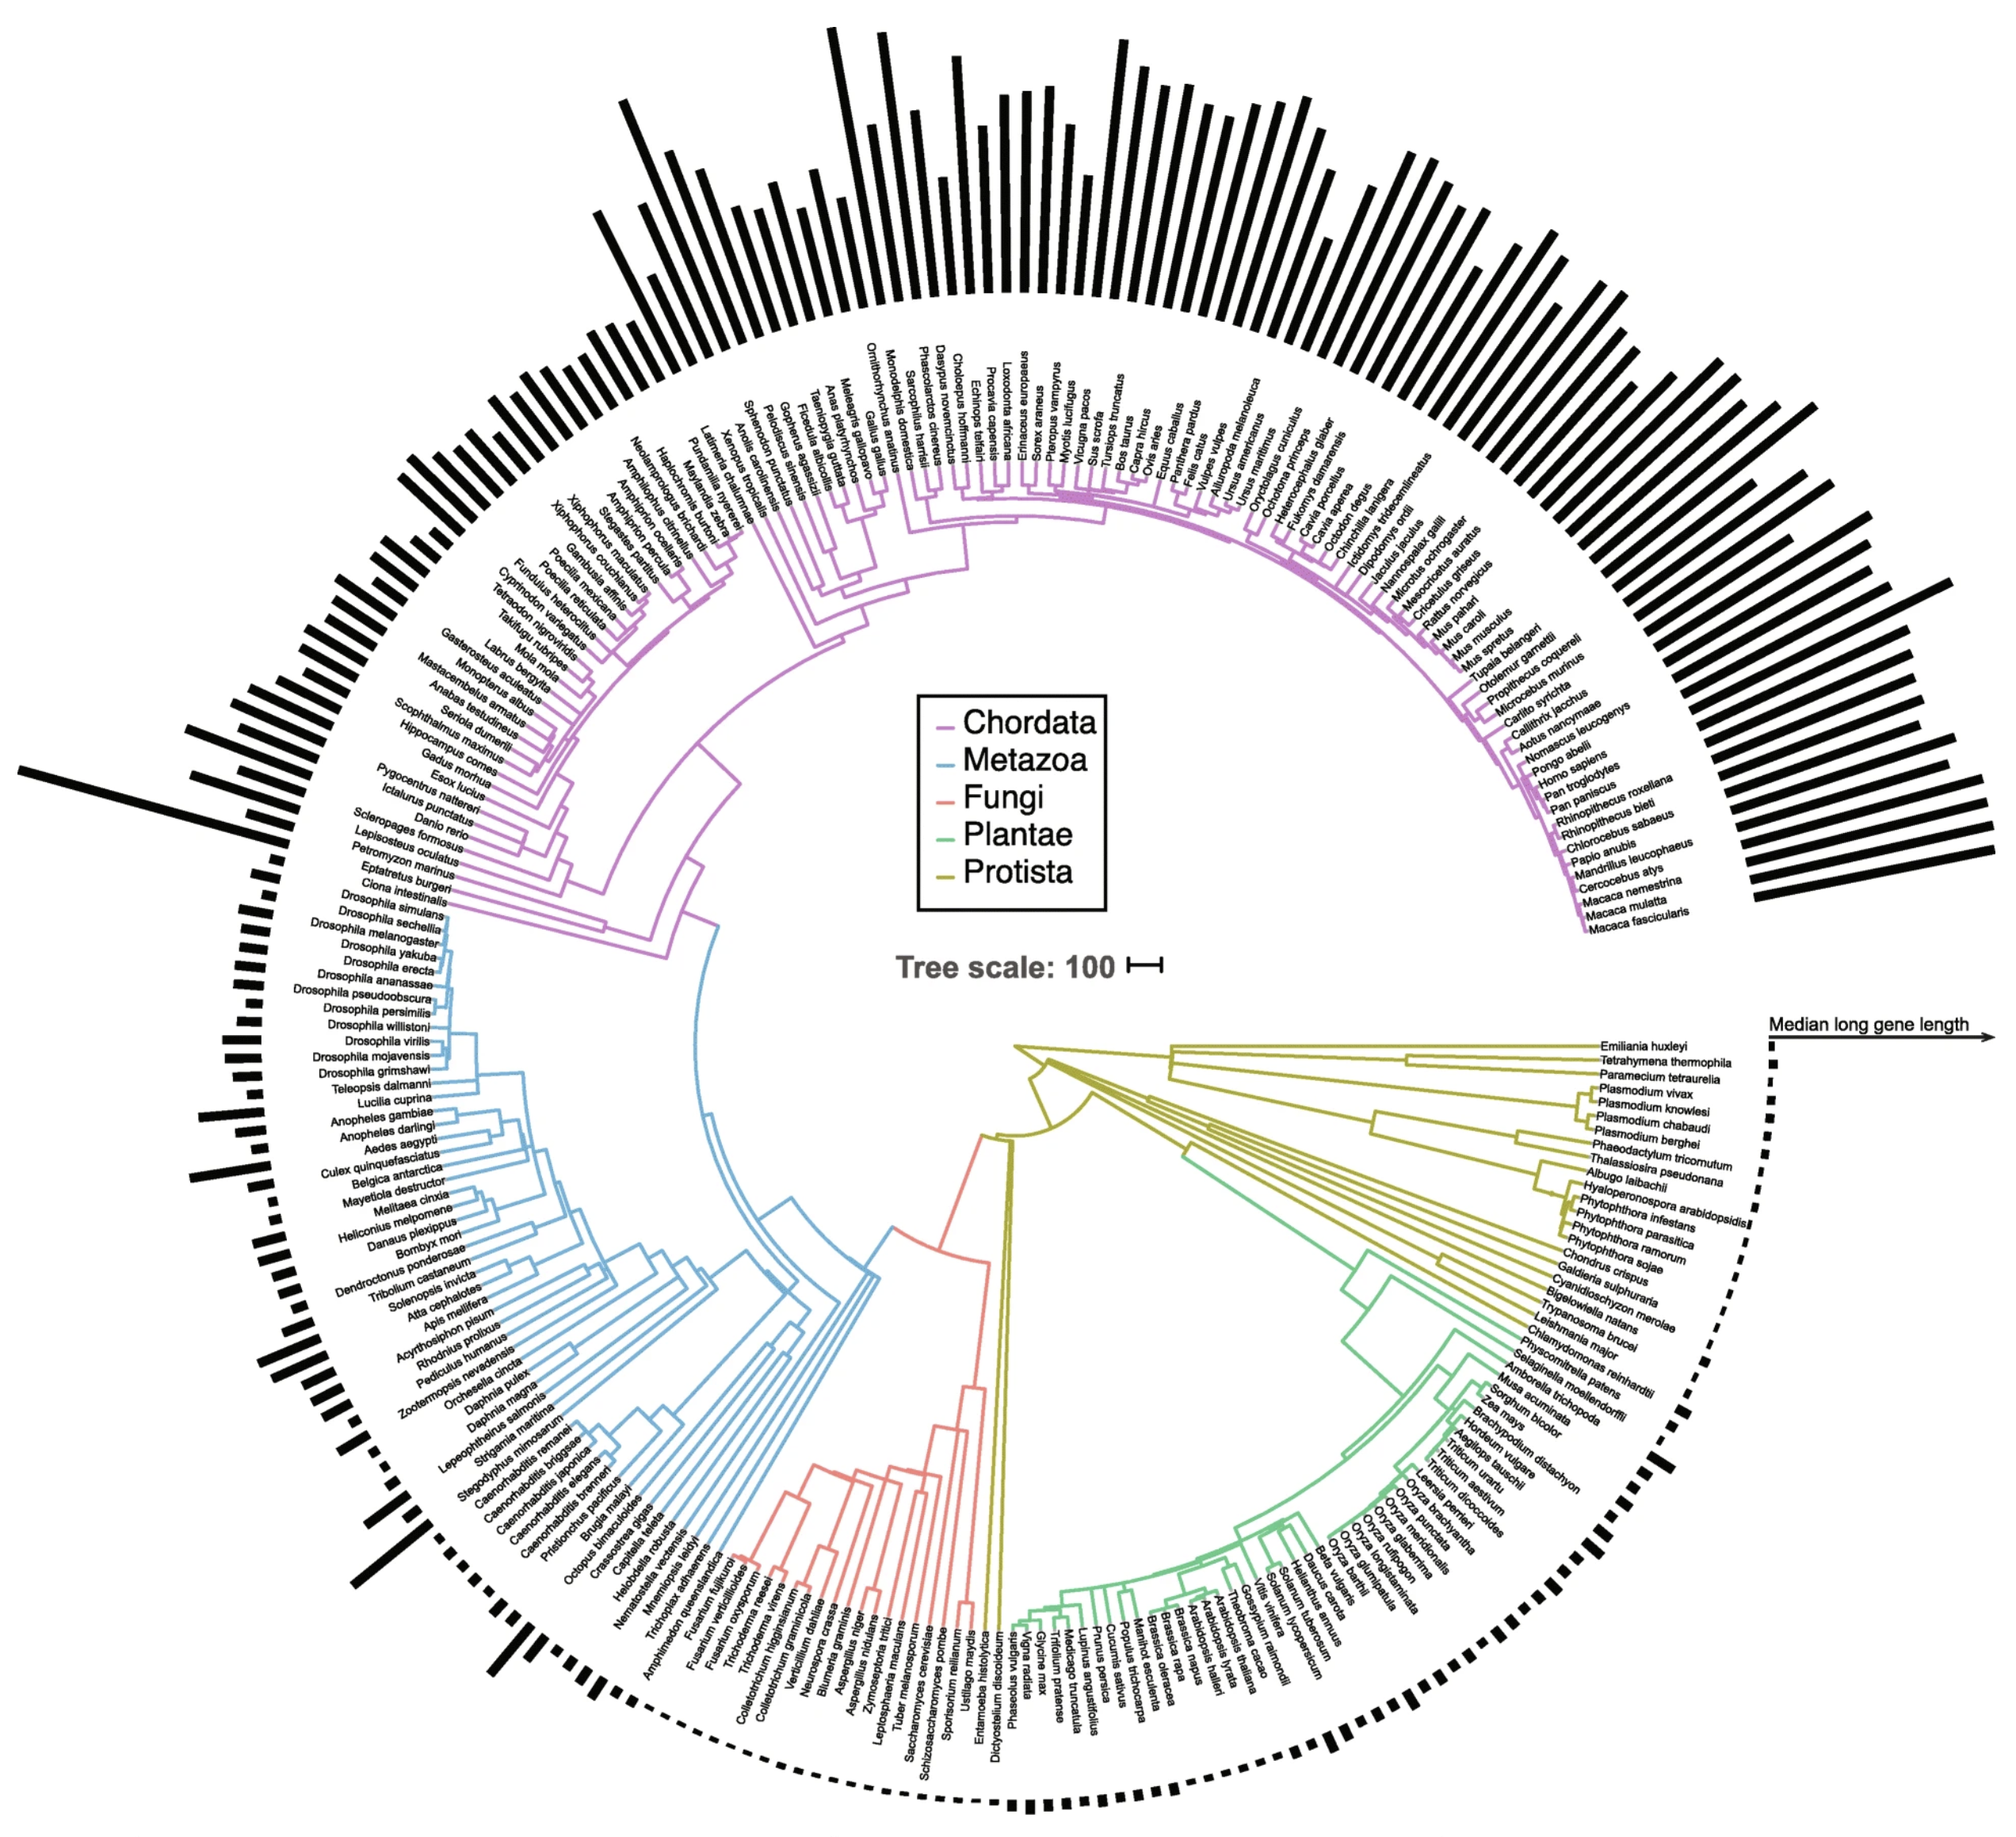 Chordata
Metazoa
Fungi
Plantae
Protista
Tree scale: 100
Median long gene length
Emiliania huxleyi
Tetrahymena thermophila
Paramecium tetraurelia
Plasmodium vivax
Plasmodium knowlesi
Plasmodium chabaudi
Plasmodium berghei
Phaeodactylum tricornutum
Thalassiosira pseudonana
Albugo laibachii
Hyaloperonospora arabidopsidis
Phytophthora infestans
Phytophthora parasitica
Phytophthora ramorum
Phytophthora sojae
Chondrus crispus
Galdieria sulphuraria
Cyanidioschyzon merolae
Bigelowiella natans
Trypanosoma brucei
Leishmania major
Chlamydomonas reinhardtii
Physcomitrella patens
Selaginella moellendorffii
Amborella trichopoda
Musa acuminata
Sorghum bicolor
Zea mays
Brachypodium distachyon
Hordeum vulgare
Aegilops tauschii
Triticum urartu
Triticum aestivum
Triticum dicoccoides
Leersia perrieri
Oryza brachyantha
Oryza punctata
Oryza meridionalis
Oryza glaberrima
Oryza rufipogon
Oryza longistaminata
Oryza glumipatula
Oryza barthii
Beta vulgaris
Daucus carota
Helianthus annuus
Solanum tuberosum
Solanum lycopersicum
Vitis vinifera
Gossypium raimondii
Theobroma cacao
Arabidopsis thaliana
Arabidopsis lyrata
Arabidopsis halleri
Brassica napus
Brassica rapa
Brassica oleracea
Manihot esculenta
Populus trichocarpa
Cucumis sativus
Prunus persica
Lupinus angustifolius
Medicago truncatula
Trifolium pratense
Glycine max
Vigna radiata
Phaseolus vulgaris
Dictyostelium discoideum
Entamoeba histolytica
Ustilago maydis
Sporisorium reilianum
Schizosaccharomyces pombe
Saccharomyces cerevisiae
Tuber melanosporum
Leptosphaeria maculans
Zymoseptoria tritici
Aspergillus nidulans
Aspergillus niger
Blumeria graminis
Neurospora crassa
Verticillium dahliae
Colletotrichum graminicola
Colletotrichum higginsianum
Trichoderma virens
Trichoderma reesei
Fusarium oxysporum
Fusarium verticillioides
Fusarium fujikuroi
Amphimedon queenslandica
Trichoplax adhaerens
Mnemiopsis leidyi
Nematostella vectensis
Helobdella robusta
Capitella teleta
Crassostrea gigas
Octopus bimaculoides
Brugia malayi
Pristionchus pacificus
Caenorhabditis brenneri
Caenorhabditis elegans
Caenorhabditis japonica
Caenorhabditis briggsae
Caenorhabditis remanei
Stegodyphus mimosarum
Strigamia maritima
Lepeophtheirus salmonis
Daphnia magna
Daphnia pulex
Orchesella cincta
Zootermopsis nevadensis
Pediculus humanus
Rhodnius prolixus
Acyrthosiphon pisum
Apis mellifera
Atta cephalotes
Solenopsis invicta
Tribolium castaneum
Dendroctonus ponderosae
Bombyx mori
Danaus plexippus
Heliconius melpomene
Melitaea cinxia
Mayetiola destructor
Belgica antarctica
Culex quinquefasciatus
Aedes aegypti
Anopheles darlingi
Anopheles gambiae
Lucilia cuprina
Teleopsis dalmanni
Drosophila grimshawi
Drosophila mojavensis
Drosophila virilis
Drosophila willistoni
Drosophila persimilis
Drosophila pseudoobscura
Drosophila ananassae
Drosophila erecta
Drosophila yakuba
Drosophila melanogaster
Drosophila sechellia
Drosophila simulans
Ciona intestinalis
Eptatretus burgeri
Petromyzon marinus
Lepisosteus oculatus
Scleropages formosus
Danio rerio
Ictalurus punctatus
Pygocentrus nattereri
Esox lucius
Gadus morhua
Hippocampus comes
Scophthalmus maximus
Seriola dumerili
Anabas testudineus
Mastacembelus armatus
Monopterus albus
Gasterosteus aculeatus
Labrus bergylta
Mola mola
Takifugu rubripes
Tetraodon nigroviridis
Cyprinodon variegatus
Fundulus heteroclitus
Poecilia reticulata
Poecilia mexicana
Gambusia affinis
Xiphophorus couchianus
Xiphophorus maculatus
Stegastes partitus
Amphiprion percula
Amphiprion ocellaris
Amphilophus citrinellus
Neolamprologus brichardi
Haplochromis burtoni
Maylandia zebra
Pundamilia nyererei
Latimeria chalumnae
Xenopus tropicalis
Anolis carolinensis
Sphenodon punctatus
Pelodiscus sinensis
Gopherus agassizii
Ficedula albicollis
Taeniopygia guttata
Anas platyrhynchos
Meleagris gallopavo
Gallus gallus
Ornithorhynchus anatinus
Monodelphis domestica
Sarcophilus harrisii
Phascolarctos cinereus
Dasypus novemcinctus
Choloepus hoffmanni
Echinops telfairi
Procavia capensis
Loxodonta africana
Erinaceus europaeus
Sorex araneus
Pteropus vampyrus
Myotis lucifugus
Vicugna pacos
Sus scrofa
Tursiops truncatus
Bos taurus
Capra hircus
Ovis aries
Equus caballus
Panthera pardus
Felis catus
Vulpes vulpes
Ailuropoda melanoleuca
Ursus americanus
Ursus maritimus
Oryctolagus cuniculus
Ochotona princeps
Heterocephalus glaber
Fukomys damarensis
Cavia porcellus
Cavia aperea
Octodon degus
Chinchilla lanigera
Ictidomys tridecemlineatus
Dipodomys ordii
Jaculus jaculus
Nannospalax galili
Microtus ochrogaster
Mesocricetus auratus
Cricetulus griseus
Rattus norvegicus
Mus pahari
Mus caroli
Mus musculus
Mus spretus
Tupaia belangeri
Otolemur garnettii
Propithecus coquereli
Microcebus murinus
Carlito syrichta
Callithrix jacchus
Aotus nancymaae
Nomascus leucogenys
Pongo abelii
Homo sapiens
Pan troglodytes
Pan paniscus
Rhinopithecus roxellana
Rhinopithecus bieti
Chlorocebus sabaeus
Papio anubis
Mandrillus leucophaeus
Cercocebus atys
Macaca nemestrina
Macaca mulatta
Macaca fascicularis